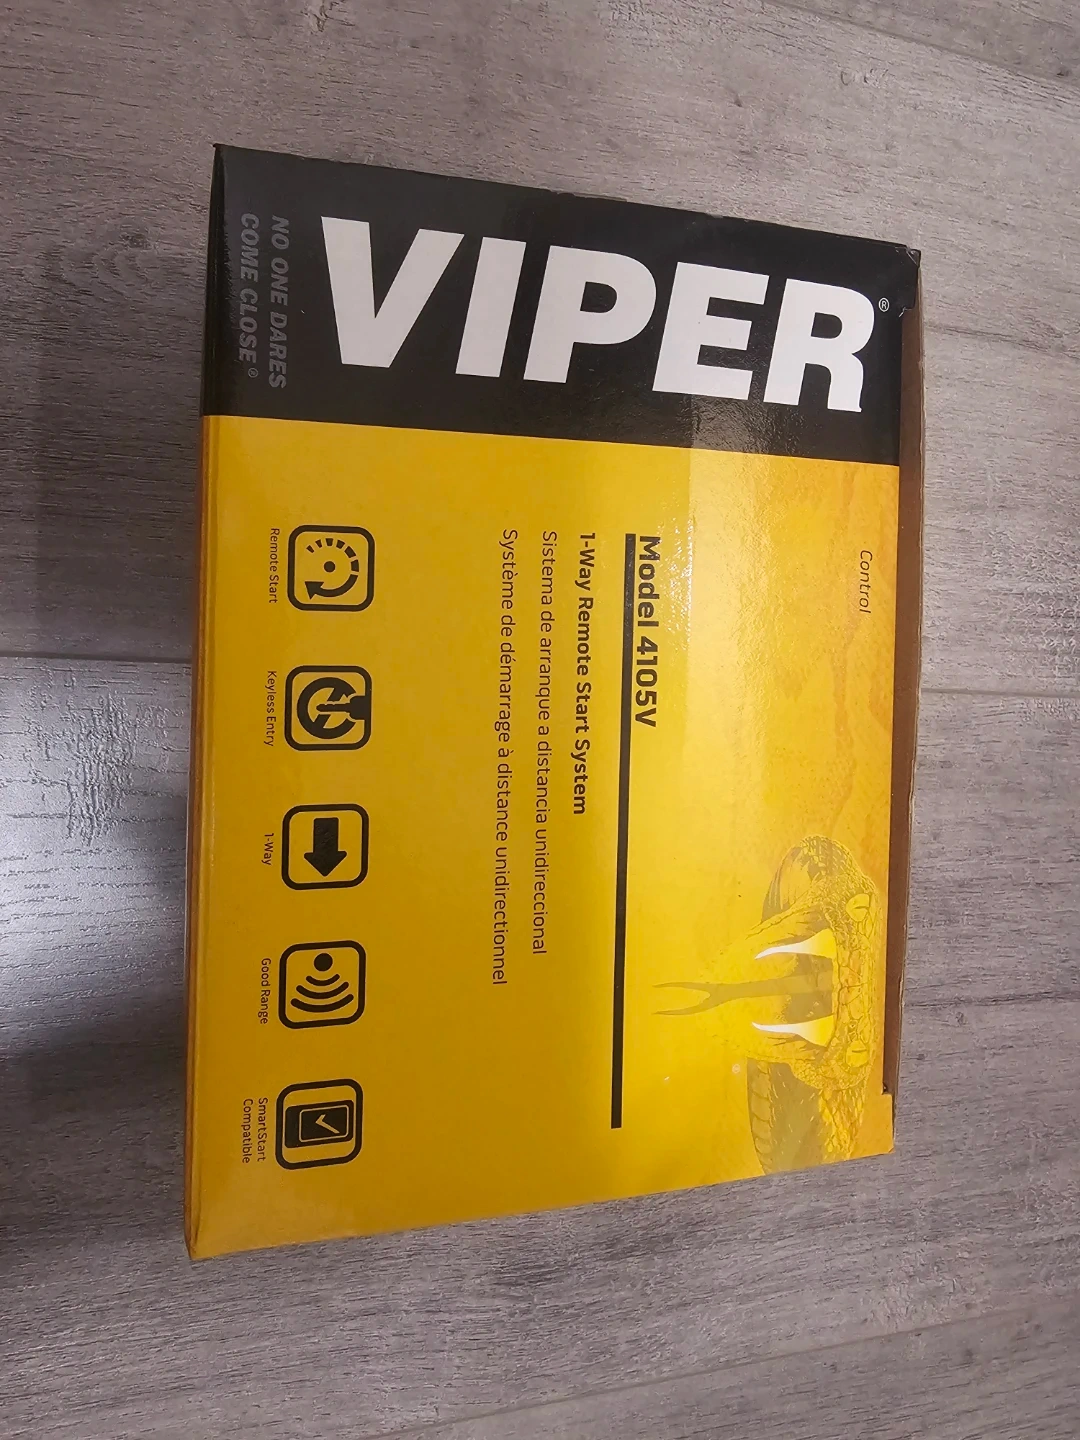 VIPER®
NO ONE DARES
COME CLOSE®
Control
Model 4105V
1-Way Remote Start System
Sistema de arranque a distancia unidireccional
Système de démarrage à distance unidirectionnel
Remote Start
Keyless Entry
1-Way
Good Range
SmartStart
Compatible